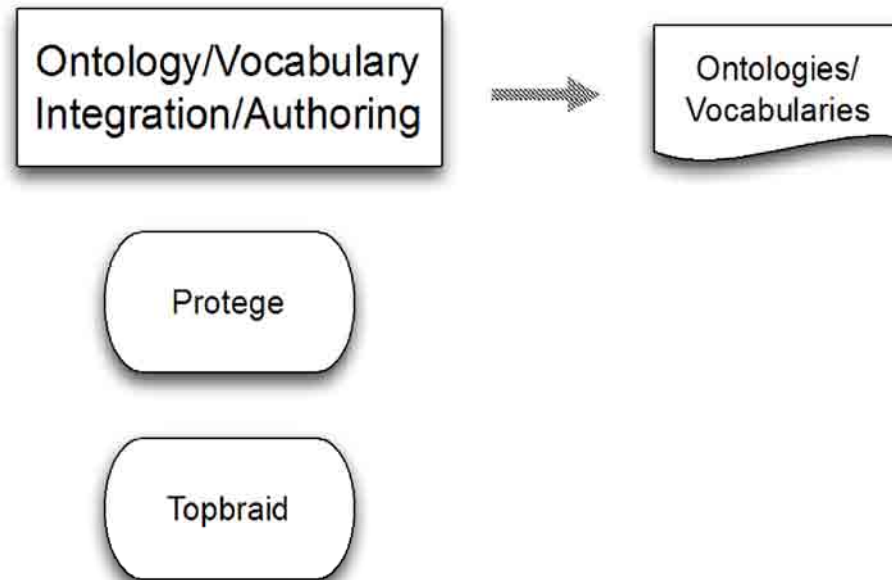 Ontology/Vocabulary
Integration/Authoring
Ontologies/
Vocabularies
Protege
Topbraid